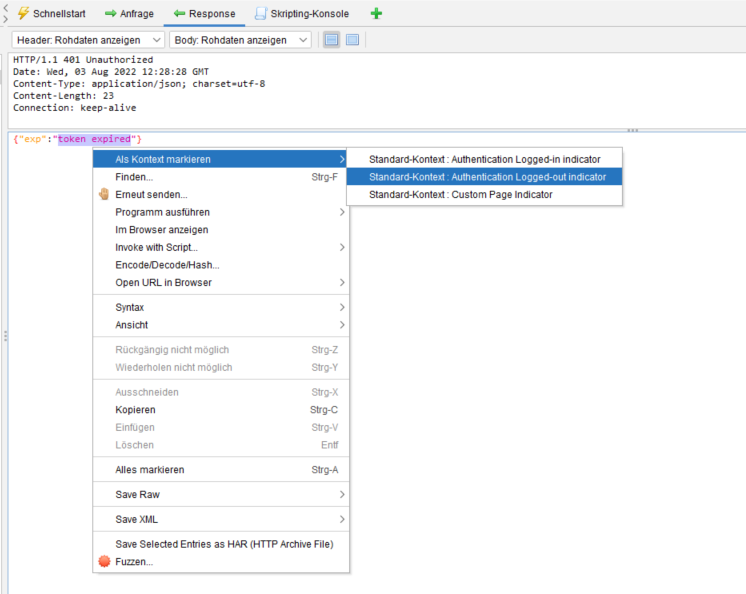 Schnellstart Anfrage Response Skripting-Konsole
Header: Rohdaten anzeigen Body: Rohdaten anzeigen
HTTP/1.1 401 Unauthorized
Date: Wed, 03 Aug 2022 12:28:28 GMT
Content-Type: application/json; charset=utf-8
Content-Length: 23
Connection: keep-alive
{"exp":"token expired"}
Als Kontext markieren
Standard-Kontext : Authentication Logged-in indicator
Standard-Kontext : Authentication Logged-out indicator
Standard-Kontext : Custom Page Indicator
Finden... Strg-F
Erneut senden...
Programm ausführen
Im Browser anzeigen
Invoke with Script...
Encode/Decode/Hash...
Open URL in Browser
Syntax
Ansicht
Rückgängig nicht möglich Strg-Z
Wiederholen nicht möglich Strg-Y
Ausschneiden Strg-X
Kopieren Strg-C
Einfügen Strg-V
Löschen Entf
Alles markieren Strg-A
Save Raw
Save XML
Save Selected Entries as HAR (HTTP Archive File)
Fuzzen...